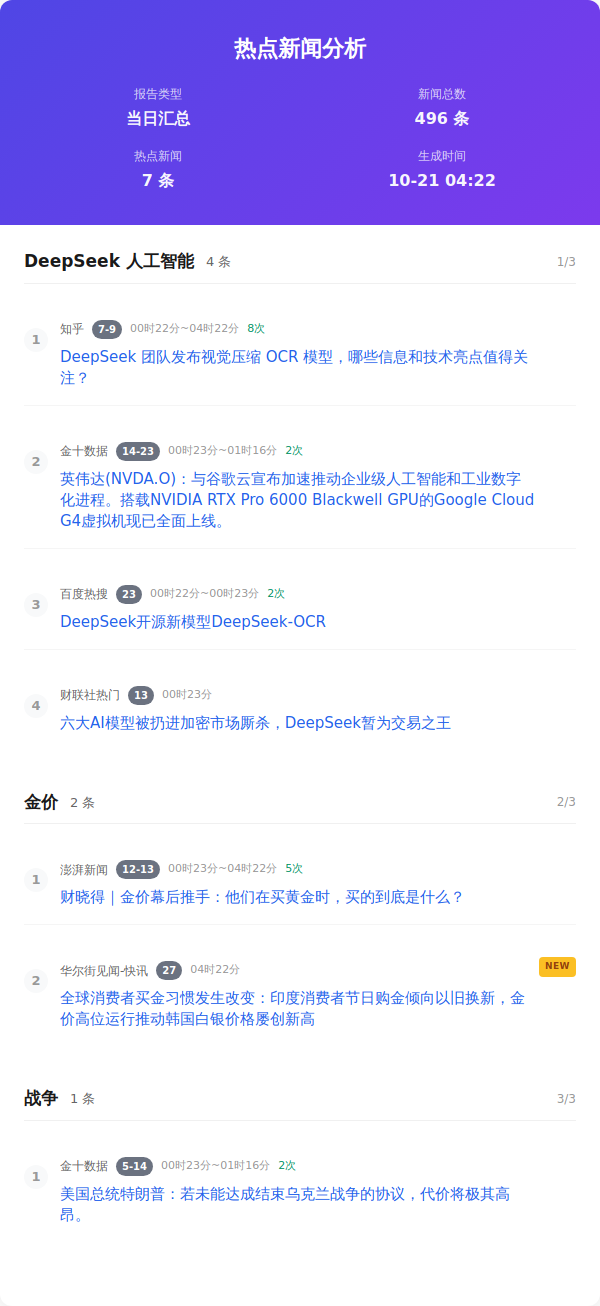 热点新闻分析
报告类型
新闻总数
当日汇总
496 条
热点新闻
生成时间
7 条
10-21 04:22
DeepSeek 人工智能 4 条 1/3
1 知乎 7-9 00时22分~04时22分 8次
DeepSeek 团队发布视觉压缩 OCR 模型，哪些信息和技术亮点值得关
注？
2 金十数据 14-23 00时23分~01时16分 2次
英伟达(NVDA.O)：与谷歌云宣布加速推动企业级人工智能和工业数字
化进程。搭载NVIDIA RTX Pro 6000 Blackwell GPU的Google Cloud
G4虚拟机现已全面上线。
3 百度热搜 23 00时22分~00时23分 2次
DeepSeek开源新模型DeepSeek-OCR
4 财联社热门 13 00时23分
六大AI模型被扔进加密市场厮杀，DeepSeek暂为交易之王
金价 2 条 2/3
1 澎湃新闻 12-13 00时23分~04时22分 5次
财晓得｜金价幕后推手：他们在买黄金时，买的到底是什么？
2 华尔街见闻-快讯 27 04时22分 NEW
全球消费者买金习惯发生改变：印度消费者节日购金倾向以旧换新，金
价高位运行推动韩国白银价格屡创新高
战争 1 条 3/3
1 金十数据 5-14 00时23分~01时16分 2次
美国总统特朗普：若未能达成结束乌克兰战争的协议，代价将极其高
昂。